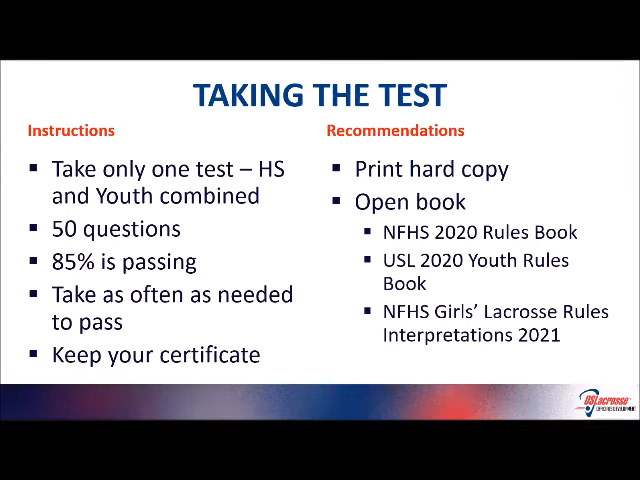 TAKING THE TEST
Instructions
▪ Take only one test – HS
and Youth combined
▪ 50 questions
▪ 85% is passing
▪ Take as often as needed
to pass
▪ Keep your certificate
Recommendations
▪ Print hard copy
▪ Open book
▪ NFHS 2020 Rules Book
▪ USL 2020 Youth Rules
Book
▪ NFHS Girls’ Lacrosse Rules
Interpretations 2021
USLacrosse
OFFICIALS DEVELOPMENT